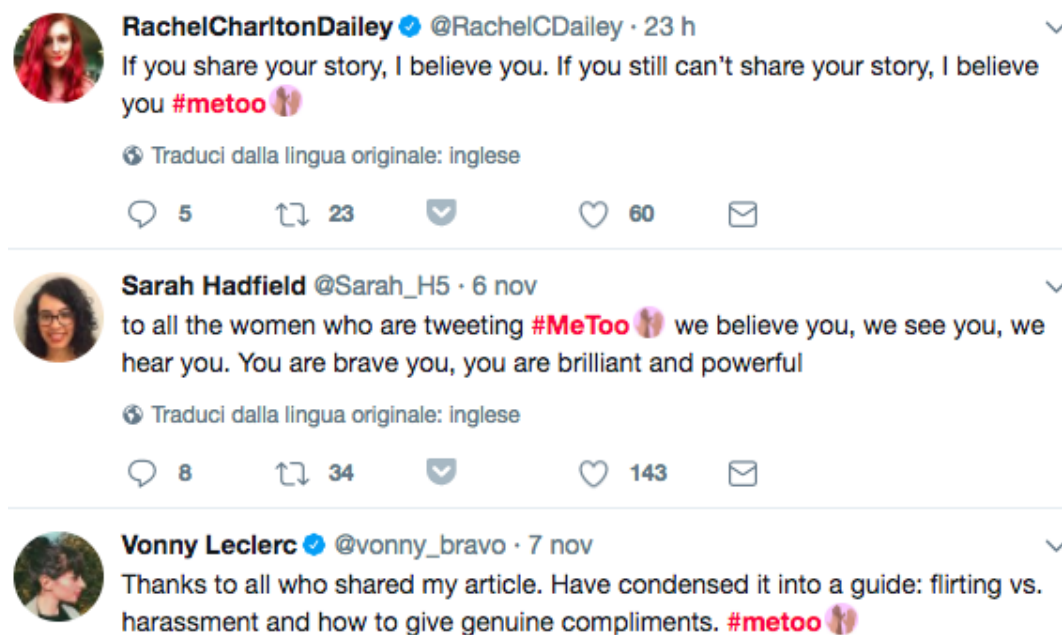 RachelCharltonDailey @RachelCDailey · 23 h
If you share your story, I believe you. If you still can’t share your story, I believe
you #metoo
Traduci dalla lingua originale: inglese
5 23 60
Sarah Hadfield @Sarah_H5 · 6 nov
to all the women who are tweeting #MeToo we believe you, we see you, we
hear you. You are brave you, you are brilliant and powerful
Traduci dalla lingua originale: inglese
8 34 143
Vonny Leclerc @vonny_bravo · 7 nov
Thanks to all who shared my article. Have condensed it into a guide: flirting vs.
harassment and how to give genuine compliments. #metoo